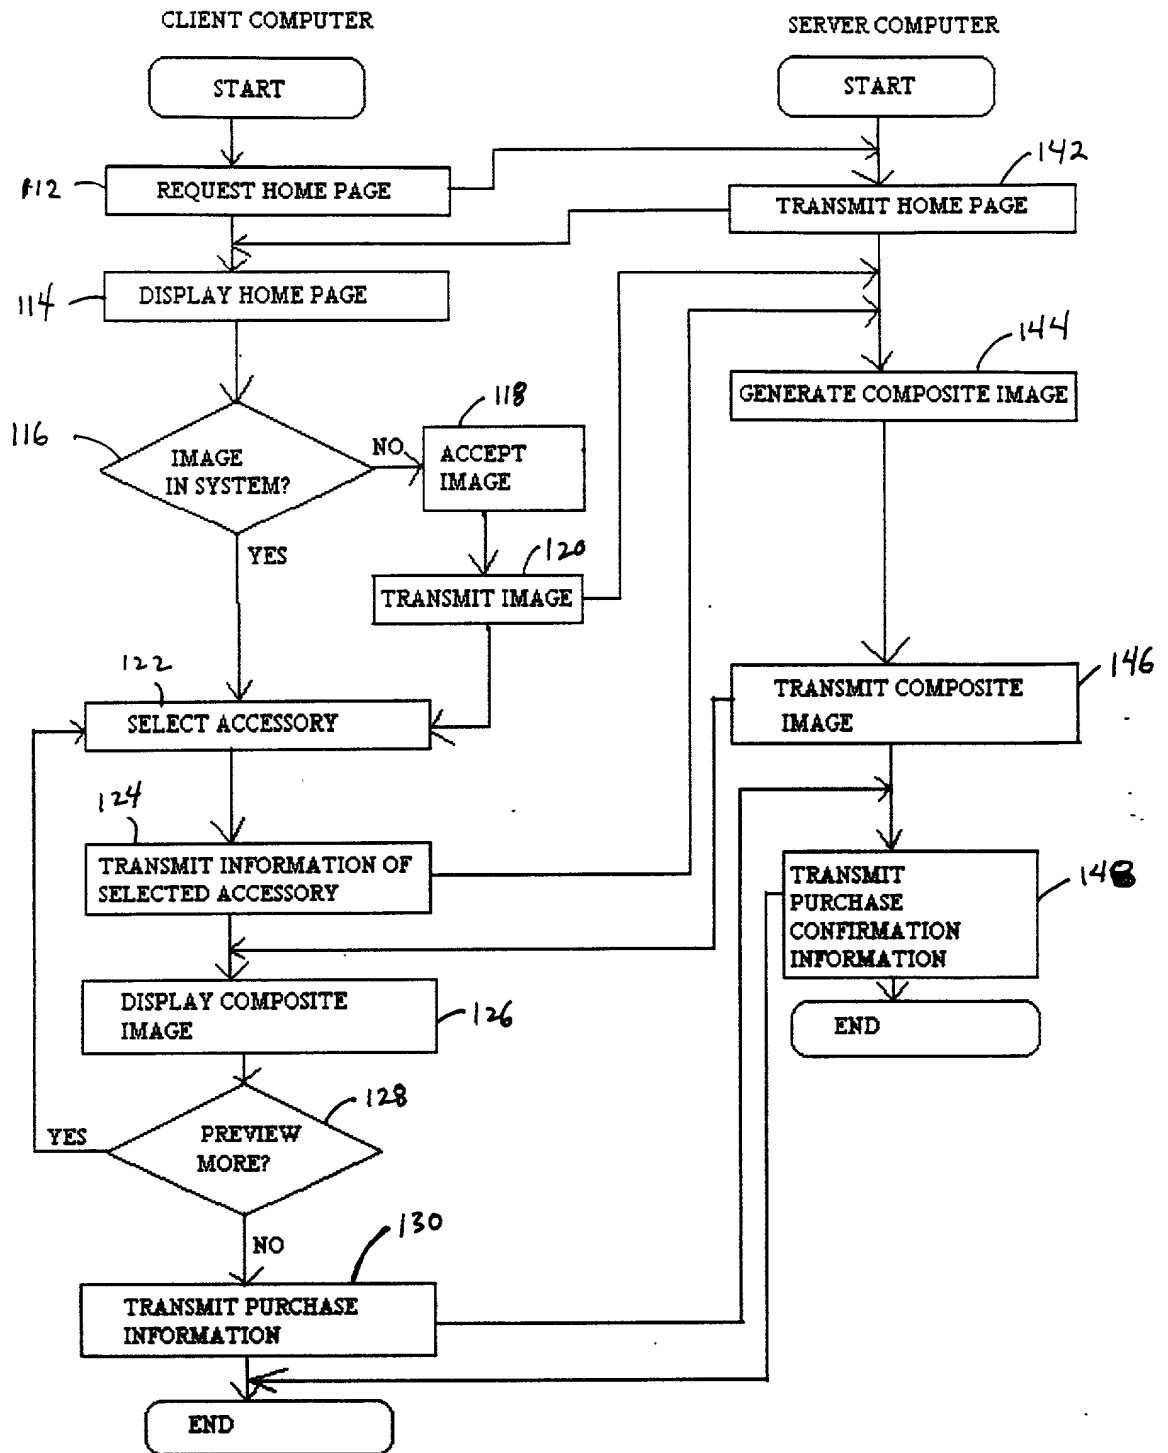 CLIENT COMPUTER
SERVER COMPUTER
START
START
112
REQUEST HOME PAGE
142
TRANSMIT HOME PAGE
114
DISPLAY HOME PAGE
144
GENERATE COMPOSITE IMAGE
116
IMAGE
IN SYSTEM?
NO
118
ACCEPT
IMAGE
YES
120
TRANSMIT IMAGE
122
SELECT ACCESSORY
146
TRANSMIT COMPOSITE
IMAGE
124
TRANSMIT INFORMATION OF
SELECTED ACCESSORY
148
TRANSMIT
PURCHASE
CONFIRMATION
INFORMATION
DISPLAY COMPOSITE
IMAGE
126
END
128
PREVIEW
MORE?
YES
NO
130
TRANSMIT PURCHASE
INFORMATION
END